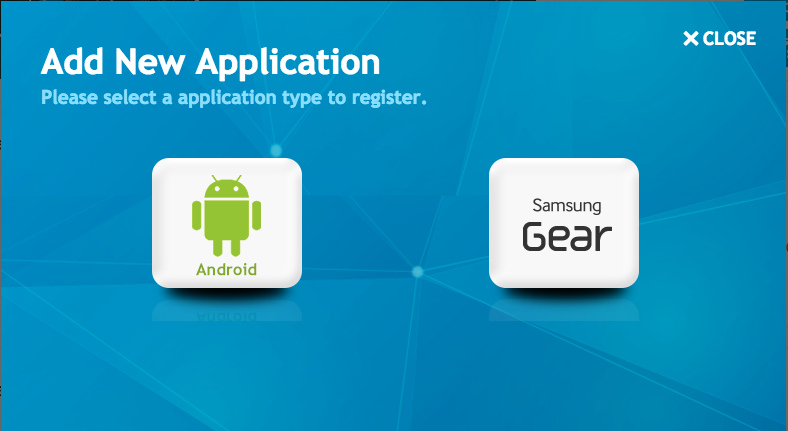 CLOSE
Add New Application
Please select a application type to register.
Samsung
Gear
Android